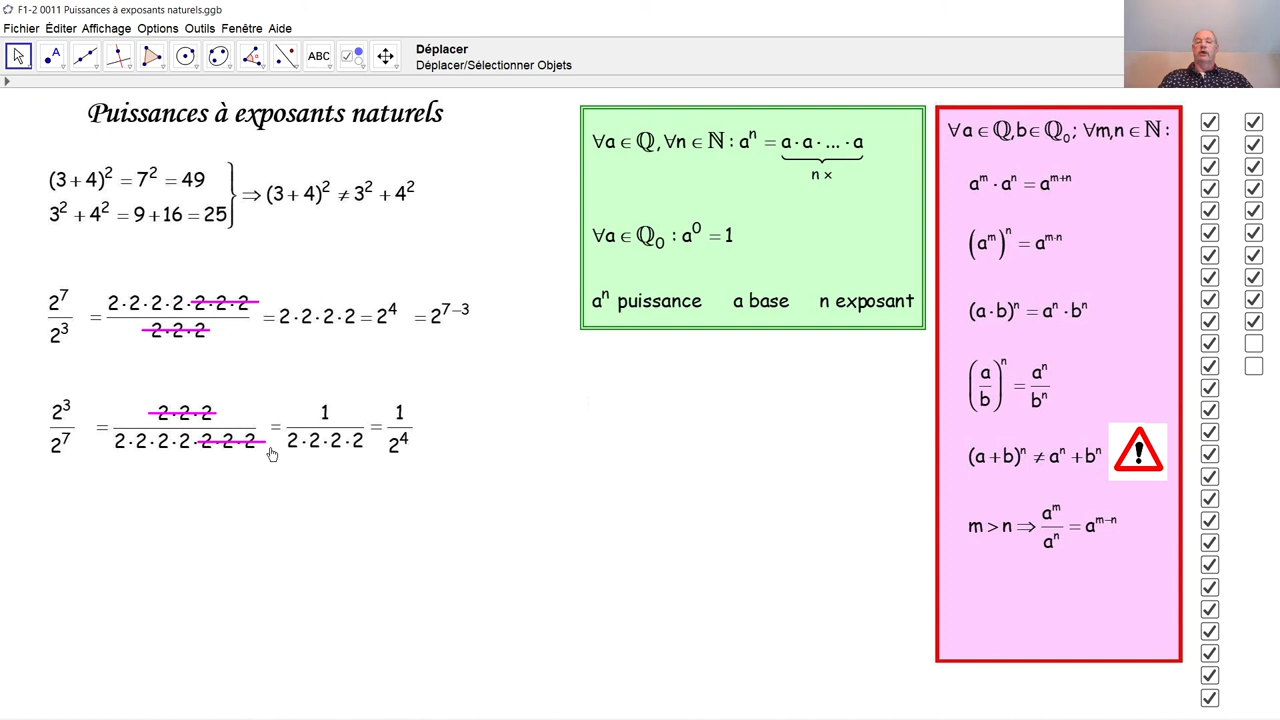 F1-2 0011 Puissances à exposants naturels.ggb
Fichier Éditer Affichage Options Outils Fenêtre Aide
A ABC Déplacer
Déplacer/Sélectionner Objets
Puissances à exposants naturels
(3+4)² = 7² = 49
3² + 4² = 9 + 16 = 25 } ⇒ (3+4)² ≠ 3² + 4²
2⁷/2³ = 2·2·2·2·2·2·2 / 2·2·2 = 2·2·2·2 = 2⁴ = 2⁷⁻³
2³/2⁷ = 2·2·2 / 2·2·2·2·2·2·2 = 1 / 2·2·2·2 = 1/2⁴
∀a ∈ ℚ, ∀n ∈ ℕ : aⁿ = a·a·...·a
n ×
∀a ∈ ℚ₀ : a⁰ = 1
aⁿ puissance a base n exposant
∀a ∈ ℚ, b ∈ ℚ₀ ; ∀m,n ∈ ℕ :
aᵐ · aⁿ = aᵐ⁺ⁿ
(aᵐ)ⁿ = aᵐ·ⁿ
(a·b)ⁿ = aⁿ · bⁿ
(a/b)ⁿ = aⁿ/bⁿ
(a+b)ⁿ ≠ aⁿ + bⁿ !
m > n ⇒ aᵐ/aⁿ = aᵐ⁻ⁿ